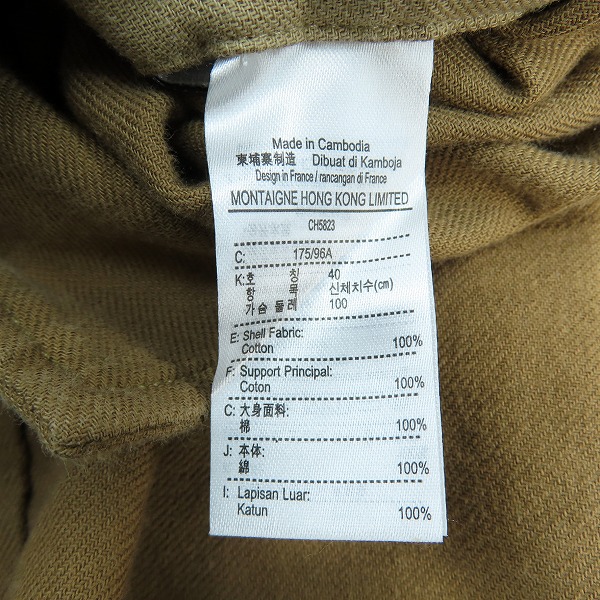 Made in Cambodia
柬埔寨制造 Dibuat di Kamboja
Design in France / rancangan di France
MONTAIGNE HONG KONG LIMITED
CH5823
C: 175/96A
K: 호 칭 40
항 목 신체치수(cm)
가슴 둘레 100
E: Shell Fabric:
Cotton 100%
F: Support Principal:
Coton 100%
C: 大身面料:
棉 100%
J: 本体:
綿 100%
I: Lapisan Luar:
Katun 100%